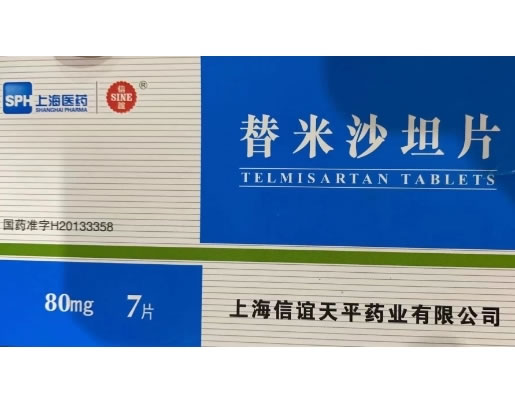 SPH 上海医药
SHANGHAI PHARMA
信
SINE
谊
®
替米沙坦片
TELMISARTAN TABLETS
国药准字H20133358
80mg 7片
上海信谊天平药业有限公司